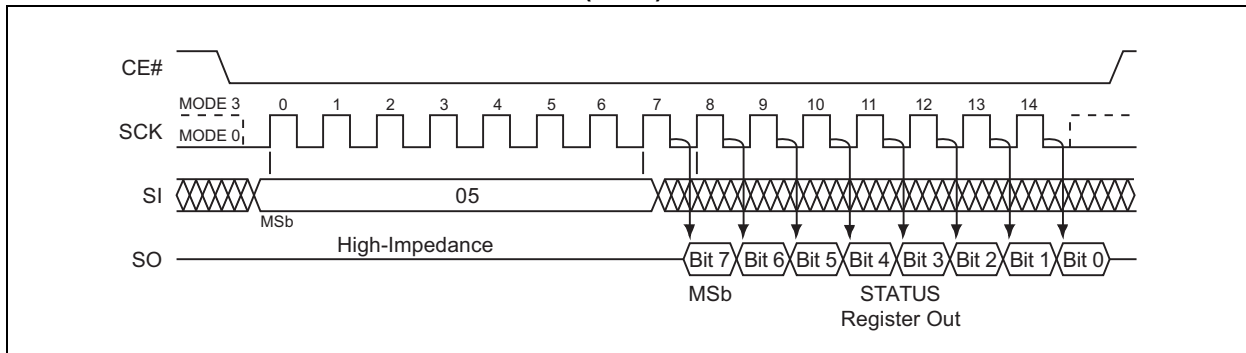 CE#
MODE 3 0 1 2 3 4 5 6 7 8 9 10 11 12 13 14
SCK
MODE 0
SI 05
MSb
High-Impedance
SO Bit 7 Bit 6 Bit 5 Bit 4 Bit 3 Bit 2 Bit 1 Bit 0
MSb STATUS
Register Out